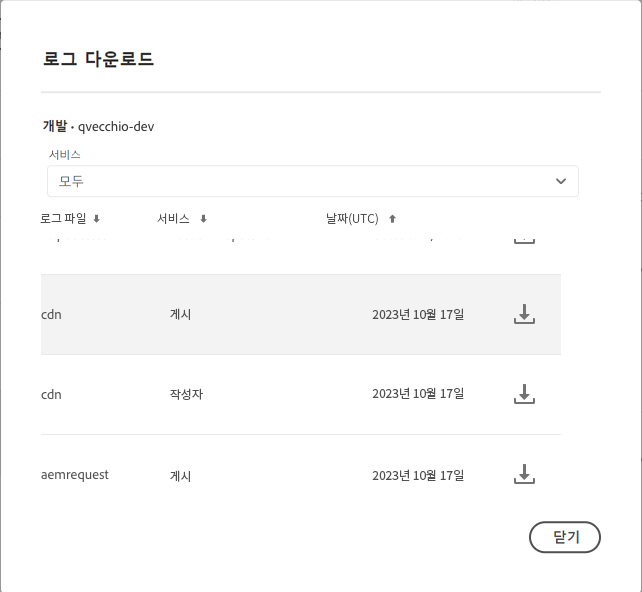 로그 다운로드
개발 • qvecchio-dev
서비스
모두
로그 파일 서비스 날짜(UTC)
cdn 게시 2023년 10월 17일
cdn 작성자 2023년 10월 17일
aemrequest 게시 2023년 10월 17일
닫기